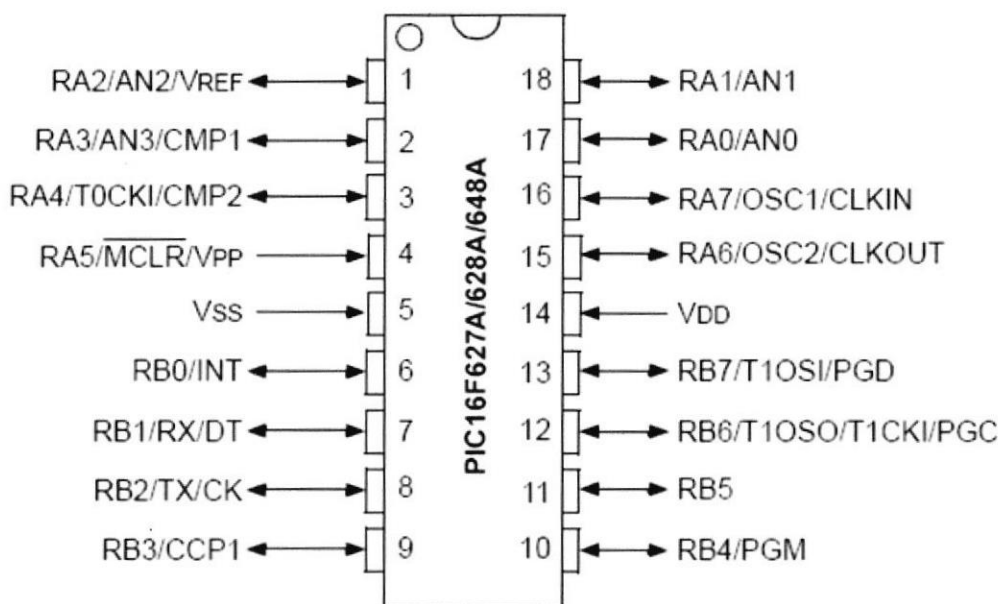 RA2/AN2/VREF 1 18 RA1/AN1
RA3/AN3/CMP1 2 17 RA0/AN0
RA4/T0CKI/CMP2 3 16 RA7/OSC1/CLKIN
RA5/MCLR/VPP 4 15 RA6/OSC2/CLKOUT
VSS 5 14 VDD
RB0/INT 6 13 RB7/T1OSI/PGD
RB1/RX/DT 7 12 RB6/T1OSO/T1CKI/PGC
RB2/TX/CK 8 11 RB5
RB3/CCP1 9 10 RB4/PGM
PIC16F627A/628A/648A